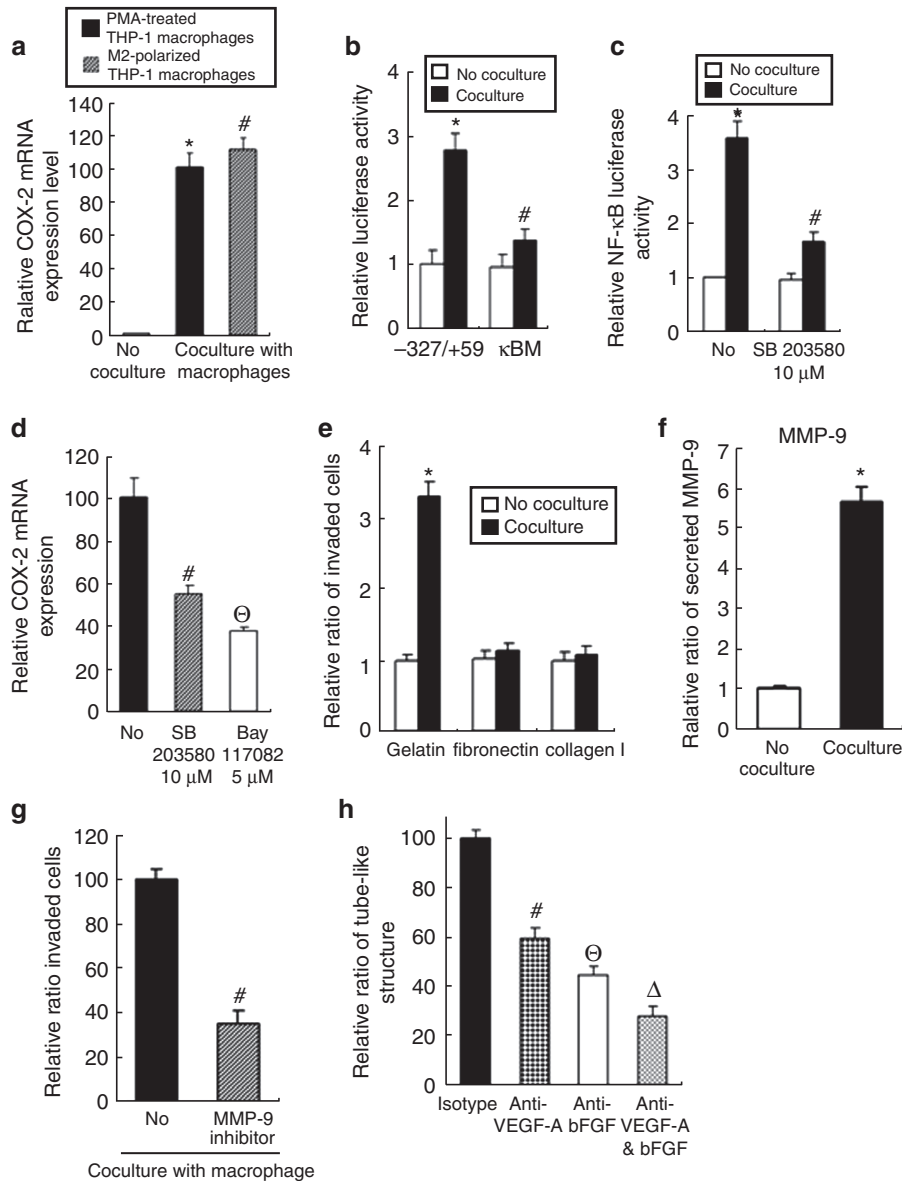 a
PMA-treated
THP-1 macrophages
M2-polarized
THP-1 macrophages
Ralative COX-2 mRNA
expression level
140
120
100
80
60
40
20
0
*
#
No
coculture
Coculture with
macrophages
b
No coculture
Coculture
Relative luciferase activity
4
3
2
1
0
*
#
−327/+59
κBM
c
No coculture
Coculture
Relative NF-κB luciferase
activity
4
3
2
1
0
*
#
No
SB 203580
10 μM
d
Relative COX-2 mRNA
expression
120
100
80
60
40
20
0
#
Θ
No
SB
203580
10 μM
Bay
117082
5 μM
e
Relative ratio of invaded cells
4
3
2
1
0
*
No coculture
Coculture
Gelatin
fibronectin
collagen I
f
MMP-9
Ralative ratio of secreted MMP-9
7
6
5
4
3
2
1
0
*
No
coculture
Coculture
g
Relative ratio invaded cells
120
100
80
60
40
20
0
#
No
MMP-9
inhibitor
Coculture with macrophage
h
Relative ratio of tube-like
structure
100
80
60
40
20
0
#
Θ
Δ
Isotype
Anti-
VEGF-A
Anti-
bFGF
Anti-
VEGF-A
& bFGF